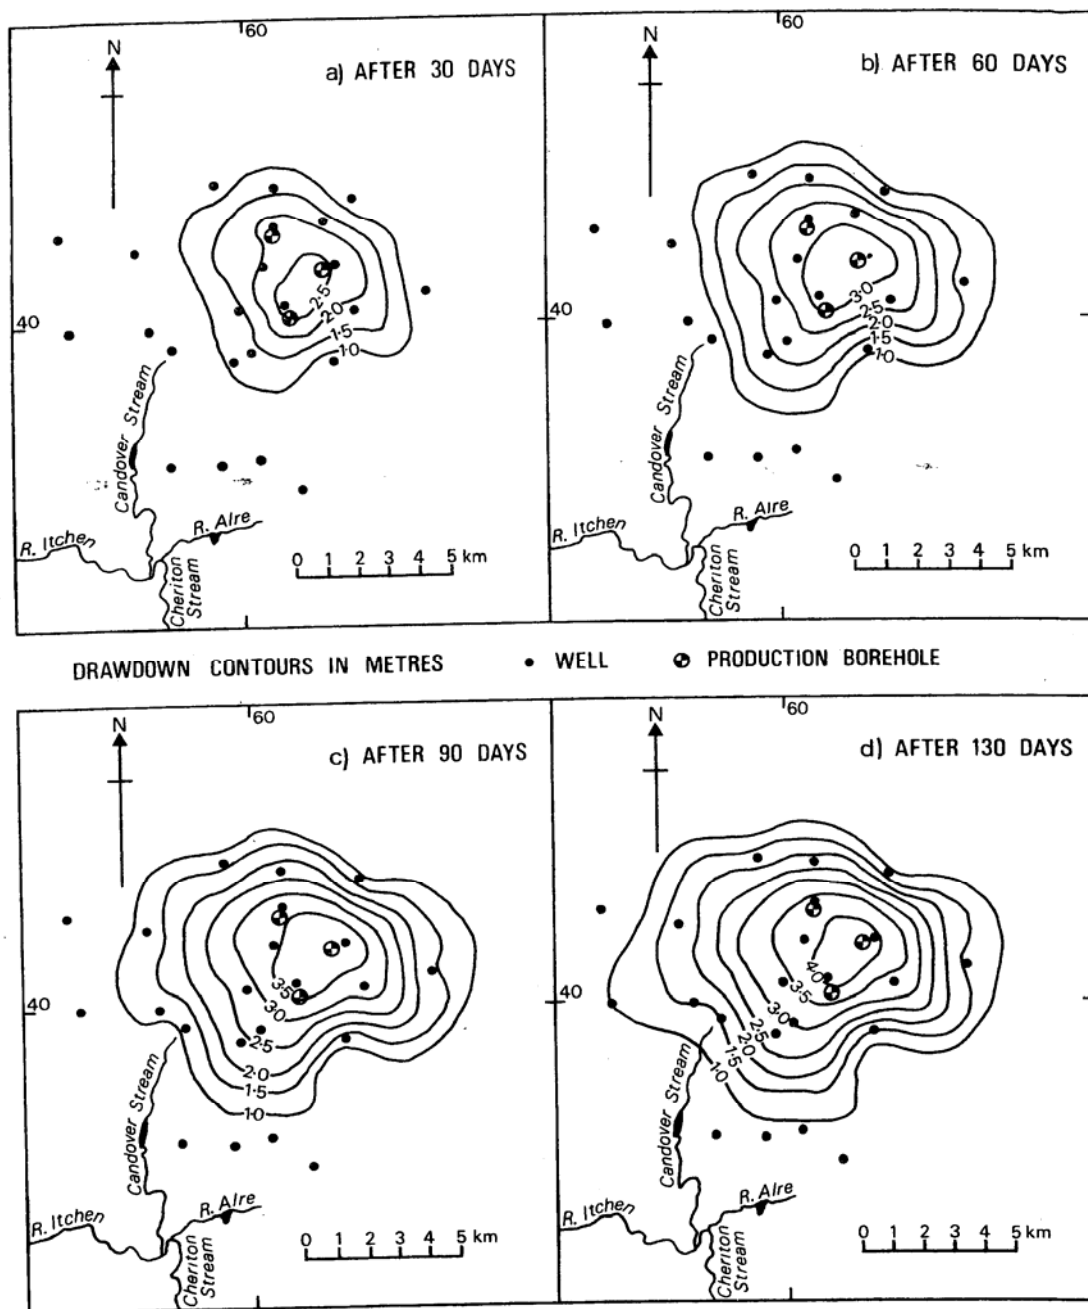 60
N
a) AFTER 30 DAYS
2·5
2·0
1·5
1·0
40
Candover Stream
R. Itchen
R. Alre
Cheriton Stream
0 1 2 3 4 5 km
60
N
b) AFTER 60 DAYS
3·0
2·5
2·0
1·5
1·0
40
Candover Stream
R. Itchen
R. Alre
Cheriton Stream
0 1 2 3 4 5 km
DRAWDOWN CONTOURS IN METRES
WELL
PRODUCTION BOREHOLE
60
N
c) AFTER 90 DAYS
3·5
3·0
2·5
2·0
1·5
1·0
40
Candover Stream
R. Itchen
R. Alre
Cheriton Stream
0 1 2 3 4 5 km
60
N
d) AFTER 130 DAYS
4·0
3·5
3·0
2·5
2·0
1·5
1·0
40
Candover Stream
R. Itchen
R. Alre
Cheriton Stream
0 1 2 3 4 5 km